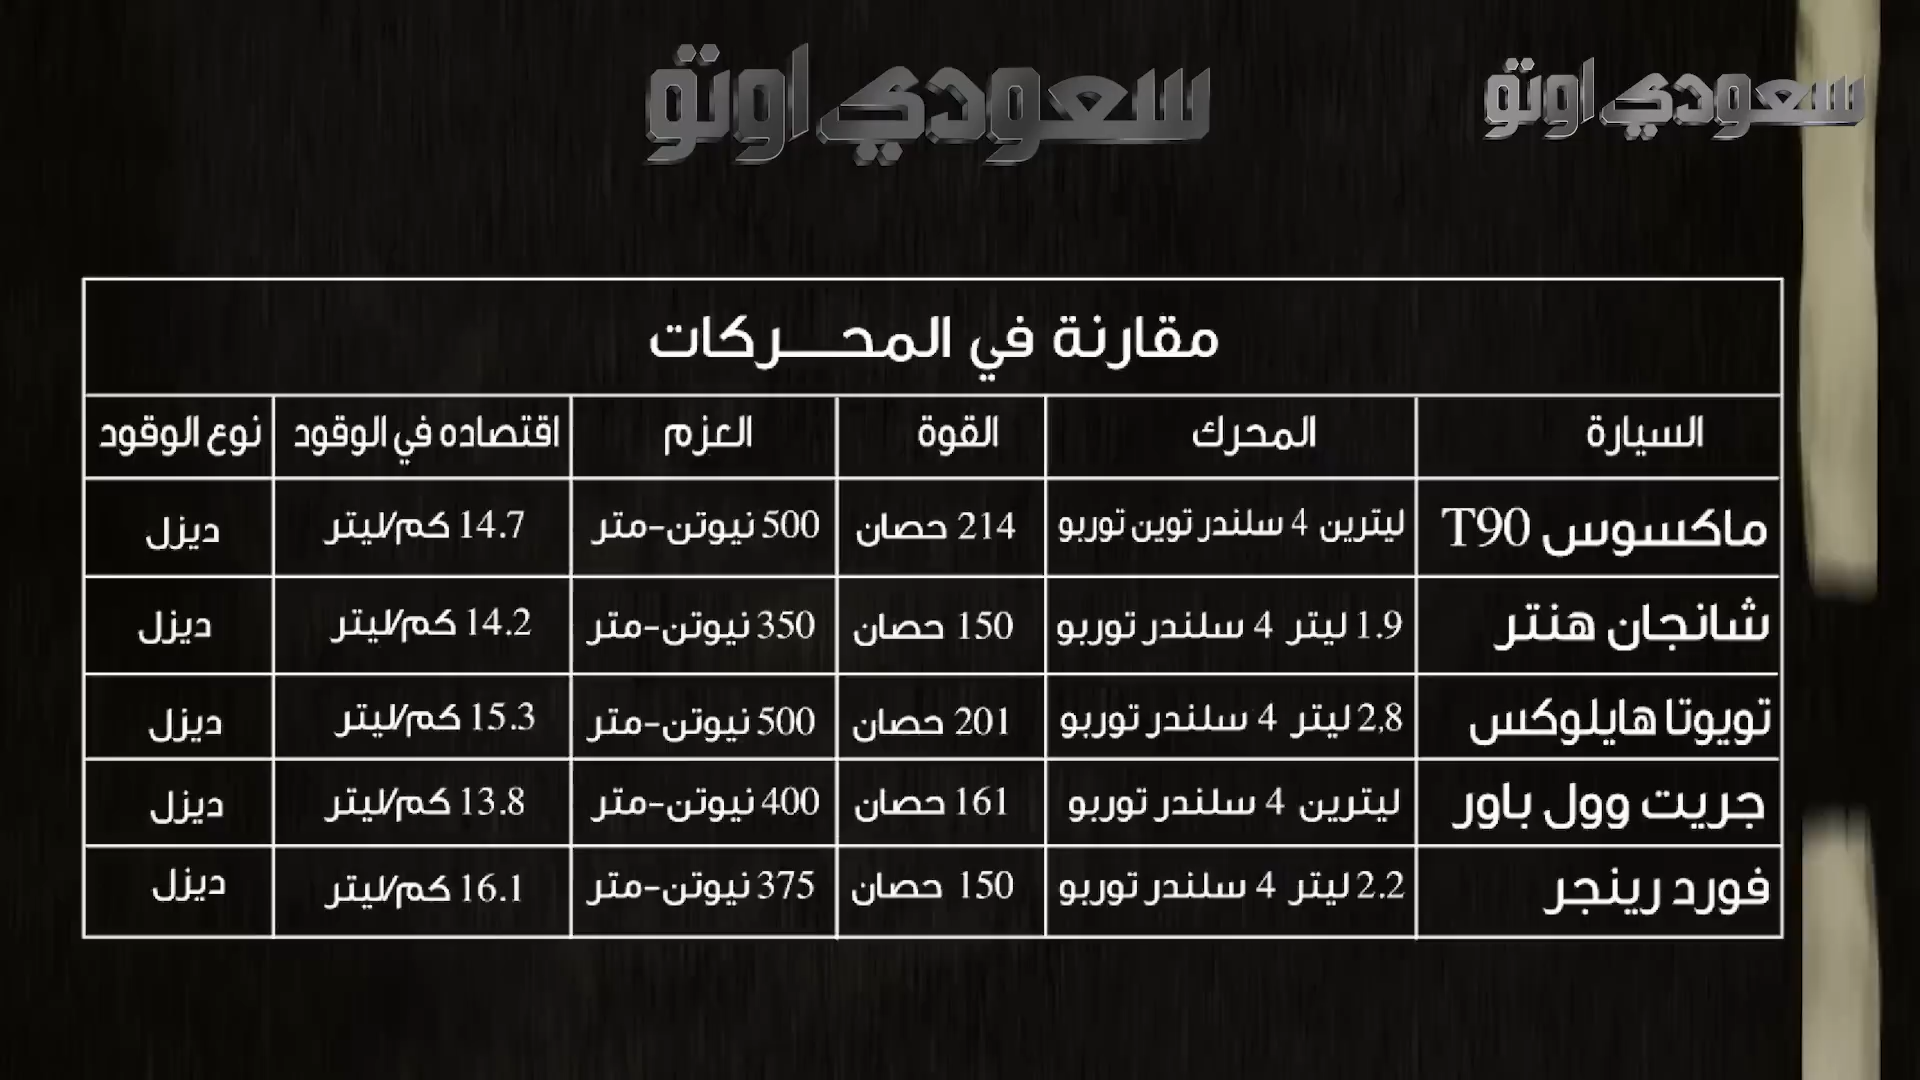 سعودي اوتو
سعودي اوتو
مقارنة في المحـــركات
السيارة المحرك القوة العزم اقتصاده في الوقود نوع الوقود
ماكسوس T90 ليترين 4 سلندر توين توربو 214 حصان 500 نيوتن-متر 14.7 كم/ليتر ديزل
شانجان هنتر 1.9 ليتر 4 سلندر توربو 150 حصان 350 نيوتن-متر 14.2 كم/ليتر ديزل
تويوتا هايلوكس 2,8 ليتر 4 سلندر توربو 201 حصان 500 نيوتن-متر 15.3 كم/ليتر ديزل
جريت وول باور ليترين 4 سلندر توربو 161 حصان 400 نيوتن-متر 13.8 كم/ليتر ديزل
فورد رينجر 2.2 ليتر 4 سلندر توربو 150 حصان 375 نيوتن-متر 16.1 كم/ليتر ديزل